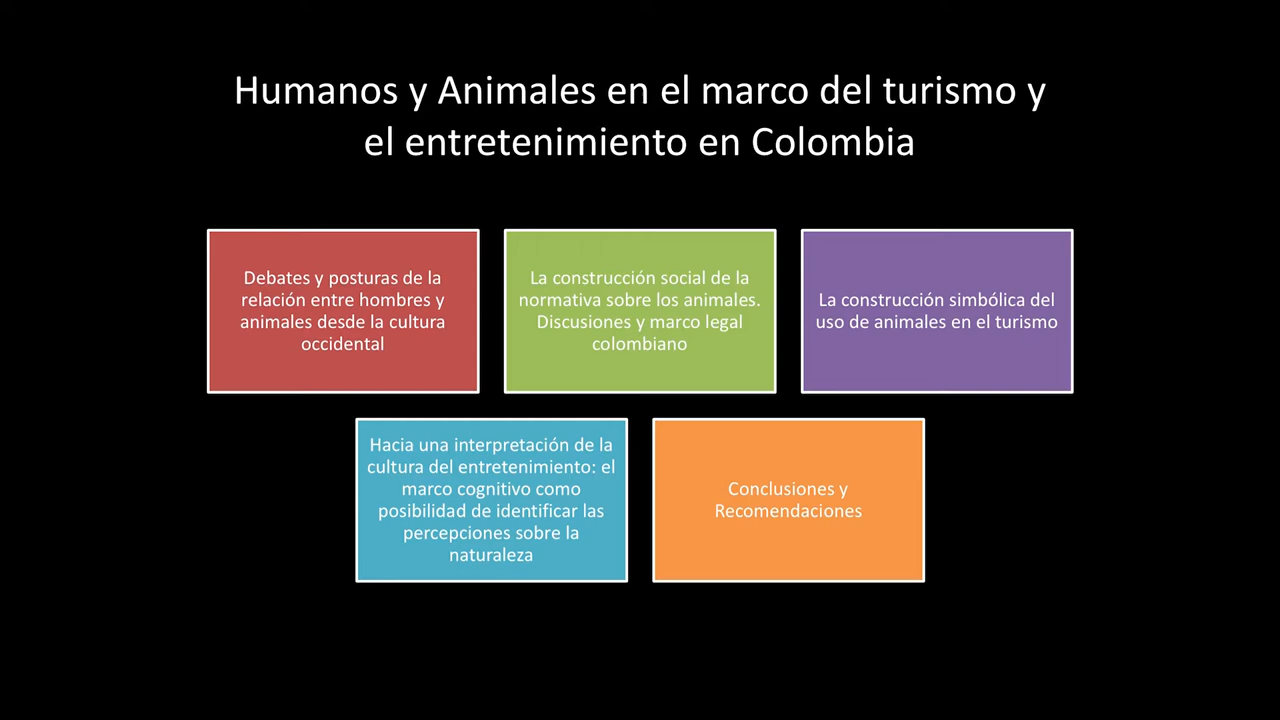 Humanos y Animales en el marco del turismo y
el entretenimiento en Colombia
Debates y posturas de la
relación entre hombres y
animales desde la cultura
occidental
La construcción social de la
normativa sobre los animales.
Discusiones y marco legal
colombiano
La construcción simbólica del
uso de animales en el turismo
Hacia una interpretación de la
cultura del entretenimiento: el
marco cognitivo como
posibilidad de identificar las
percepciones sobre la
naturaleza
Conclusiones y
Recomendaciones